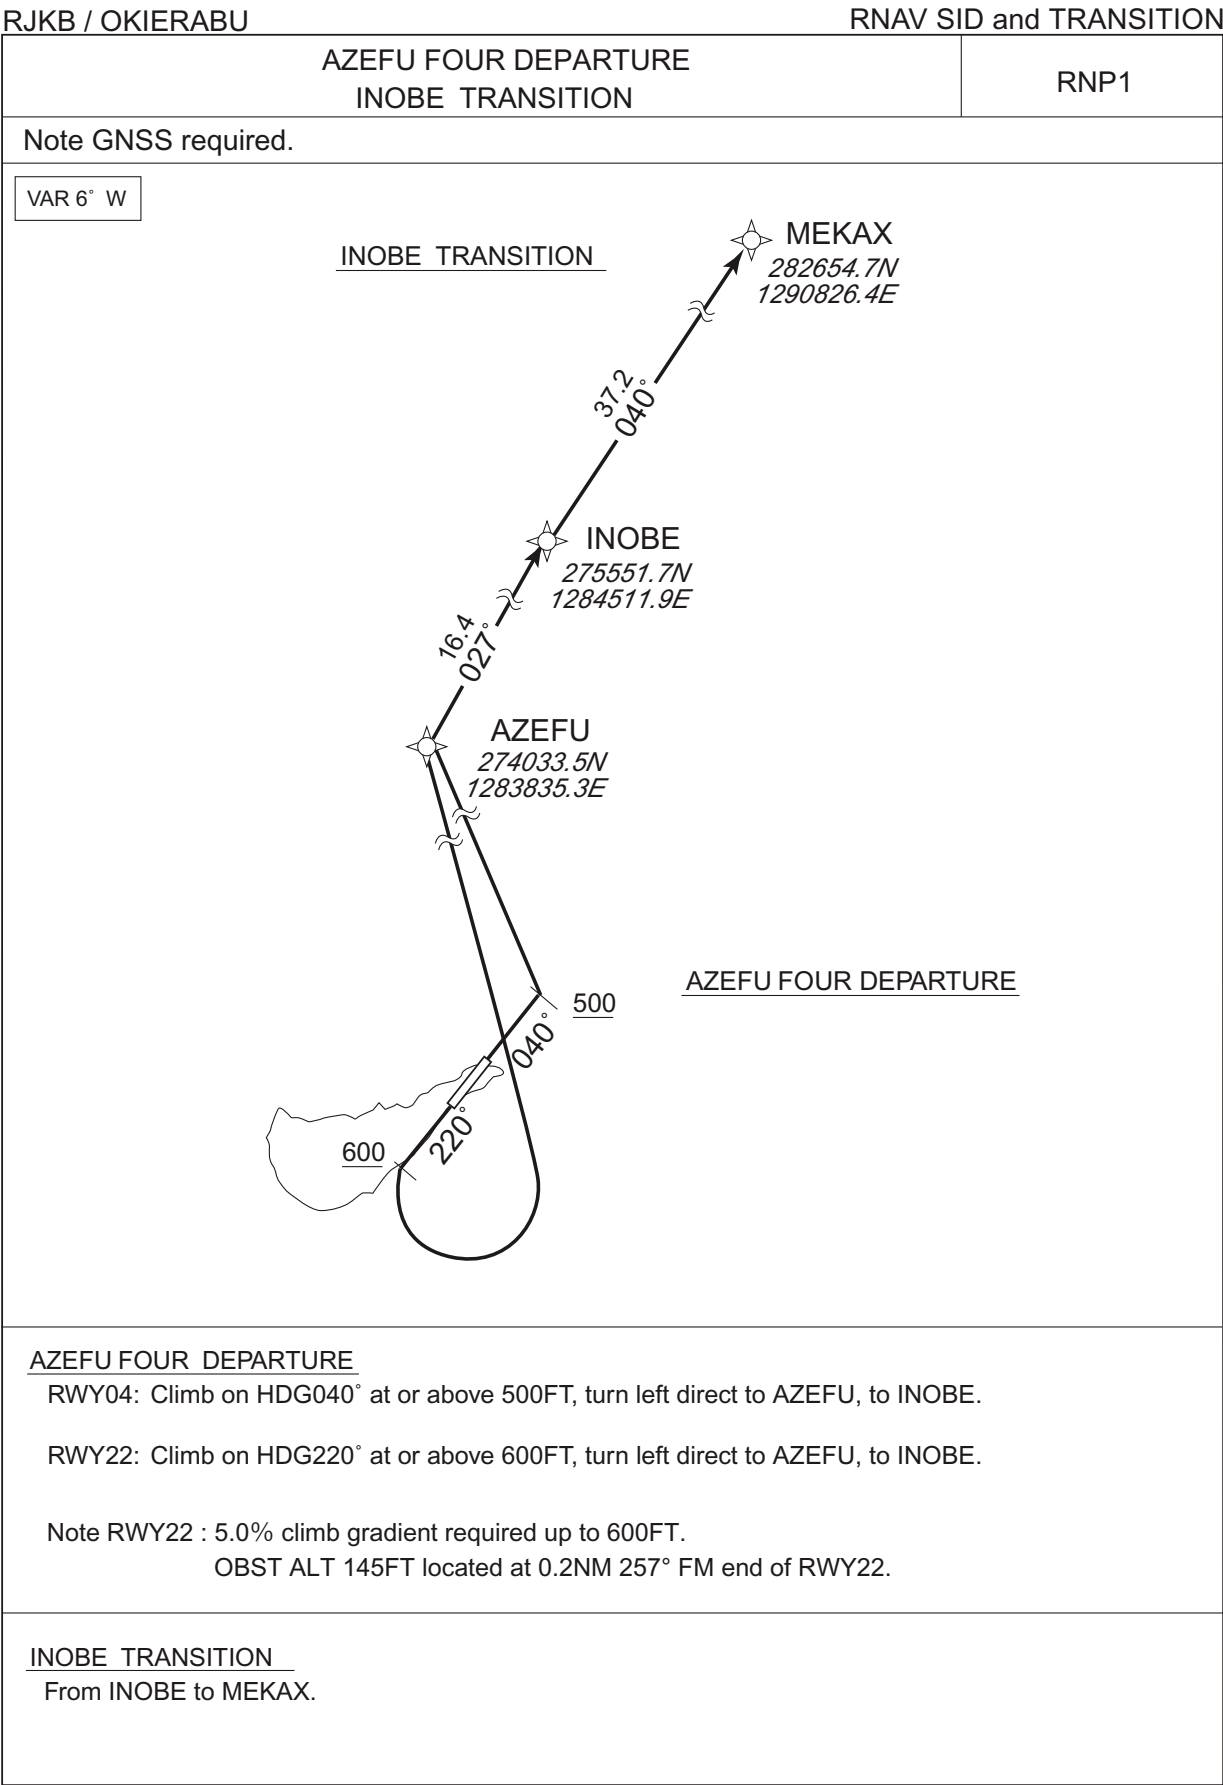 RJKB / OKIERABU
RNAV SID and TRANSITION
AZEFU FOUR DEPARTURE
INOBE TRANSITION
RNP1
Note GNSS required.
VAR 6° W
INOBE TRANSITION
MEKAX
282654.7N
1290826.4E
37.2
040°
INOBE
275551.7N
1284511.9E
16.4
027°
AZEFU
274033.5N
1283835.3E
AZEFU FOUR DEPARTURE
500
040°
600
220°
AZEFU FOUR DEPARTURE
RWY04: Climb on HDG040° at or above 500FT, turn left direct to AZEFU, to INOBE.
RWY22: Climb on HDG220° at or above 600FT, turn left direct to AZEFU, to INOBE.
Note RWY22 : 5.0% climb gradient required up to 600FT.
OBST ALT 145FT located at 0.2NM 257° FM end of RWY22.
INOBE TRANSITION
From INOBE to MEKAX.